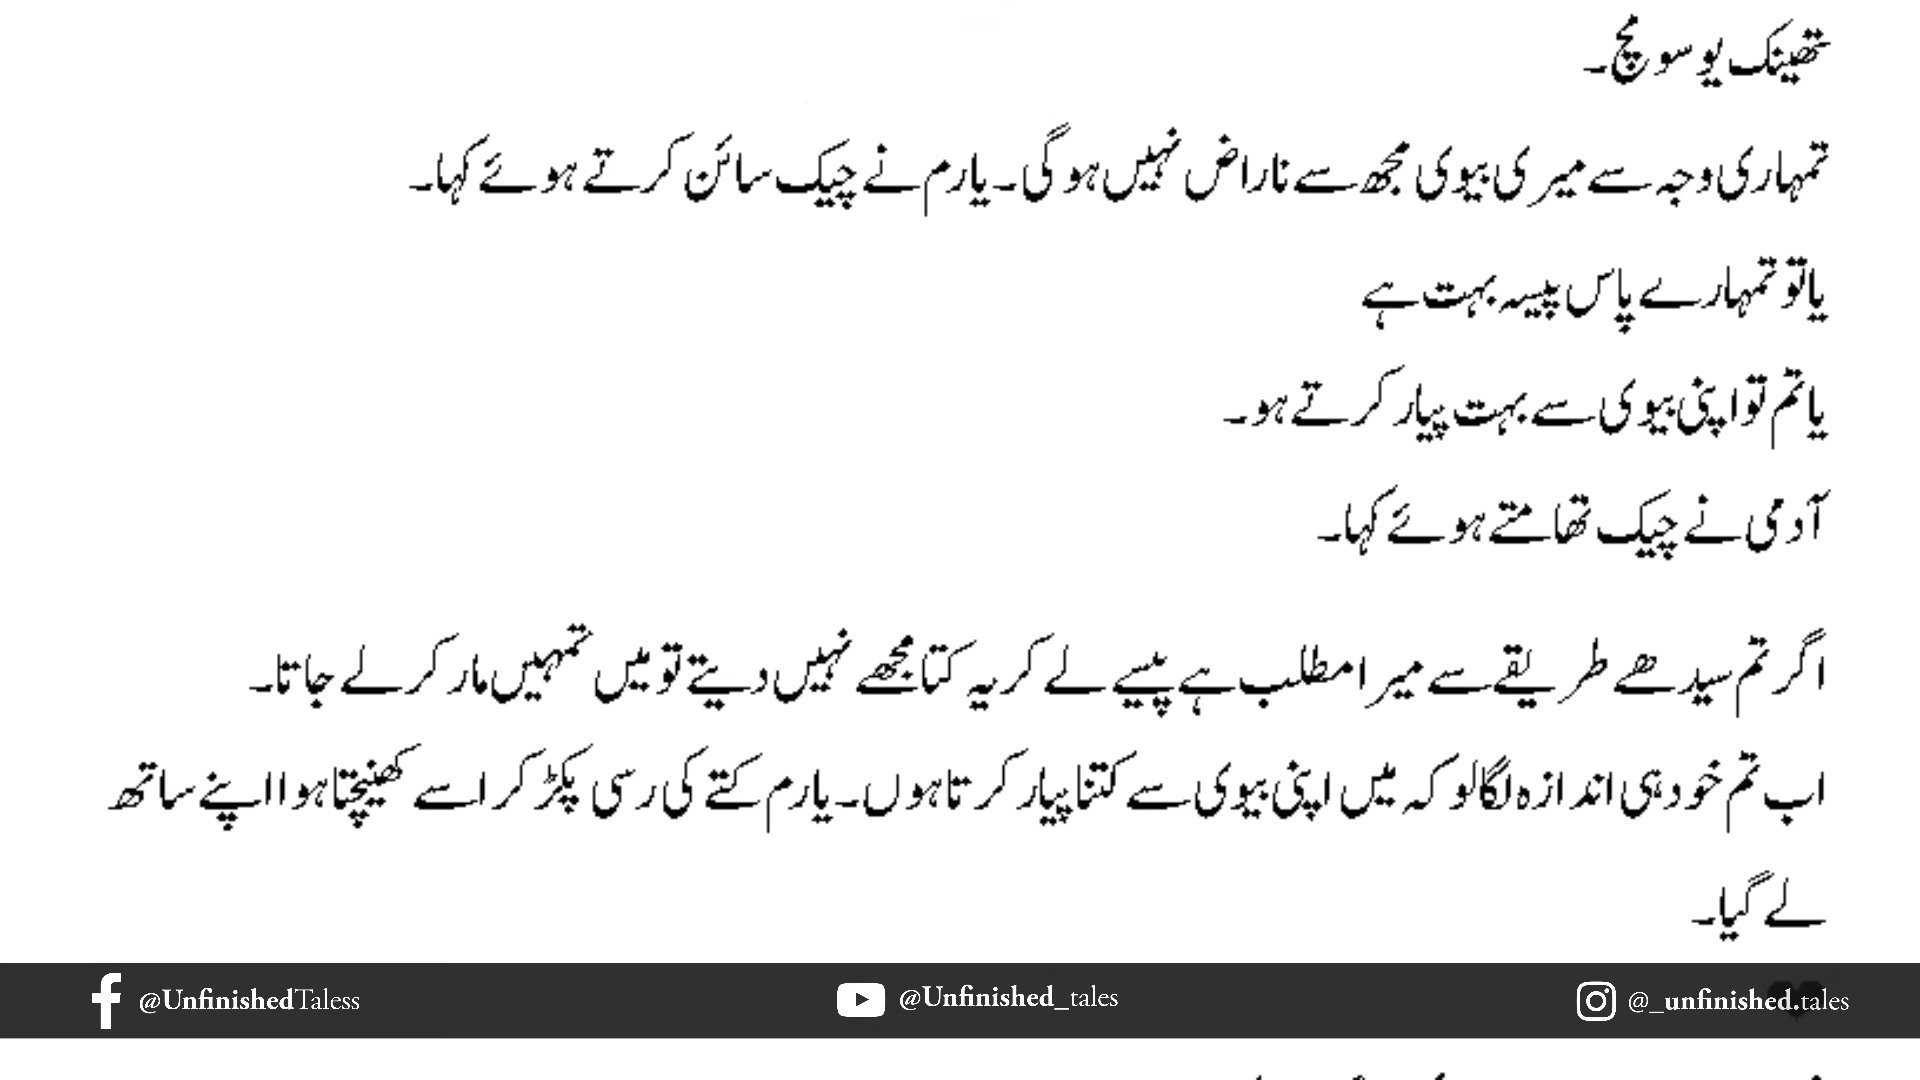 تھینک یو سو مچ۔
تمہاری وجہ سے میری بیوی مجھ سے ناراض نہیں ہو گی۔ یارم نے چیک سائن کرتے ہوئے کہا۔
یا تو تمہارے پاس پیسہ بہت ہے
یا تم تو اپنی بیوی سے بہت پیار کرتے ہو۔
آدمی نے چیک تھامتے ہوئے کہا۔
اگر تم سیدھے طریقے سے میرا مطلب ہے پیسے لے کر یہ کتا مجھے نہیں دیتے تو میں تمہیں مار کر لے جاتا۔
اب تم خود ہی اندازہ لگا لو کہ میں اپنی بیوی سے کتنا پیار کرتا ہوں۔ یارم کتے کی رسی پکڑ کر اسے کھینچتا ہوا اپنے ساتھ
لے گیا۔
@UnfinishedTaless @Unfinished_tales @_unfinished.tales